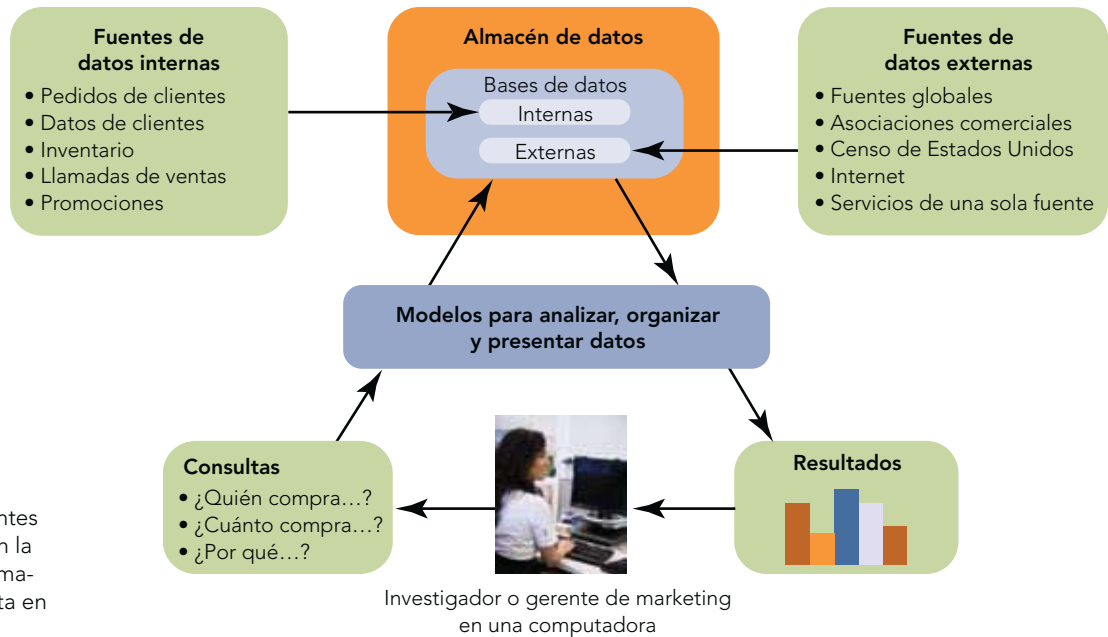 Fuentes de
datos internas
• Pedidos de clientes
• Datos de clientes
• Inventario
• Llamadas de ventas
• Promociones
Almacén de datos
Bases de datos
Internas
Externas
Fuentes de
datos externas
• Fuentes globales
• Asociaciones comerciales
• Censo de Estados Unidos
• Internet
• Servicios de una sola fuente
Modelos para analizar, organizar
y presentar datos
Consultas
• ¿Quién compra…?
• ¿Cuánto compra…?
• ¿Por qué…?
Resultados
Investigador o gerente de marketing
en una computadora
ntes
n la
ma-
ta en